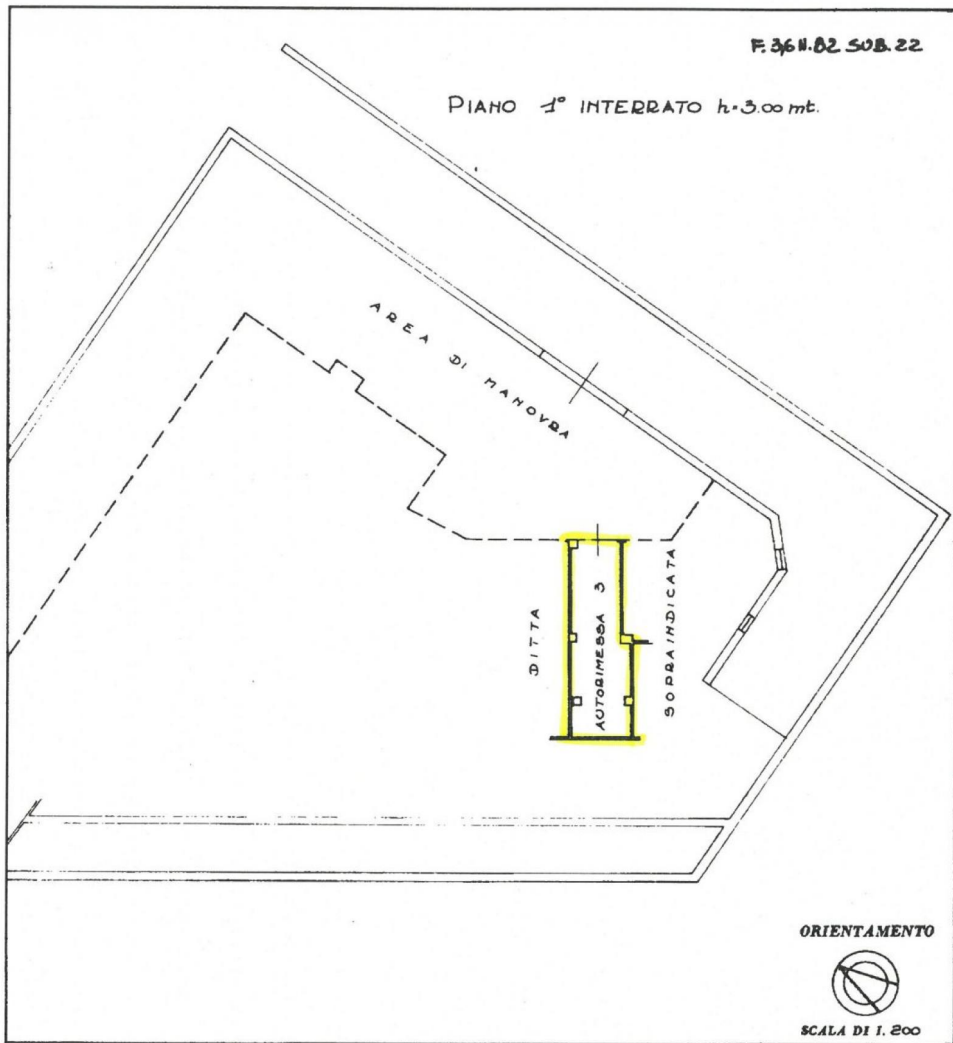 F. 36 N. 82 SUB. 22
PIANO 1° INTERRATO h=3.00 mt.
AREA DI MANOVRA
DITTA
AUTORIMESSA 3
SOPRAINDICATA
ORIENTAMENTO
SCALA DI 1. 200